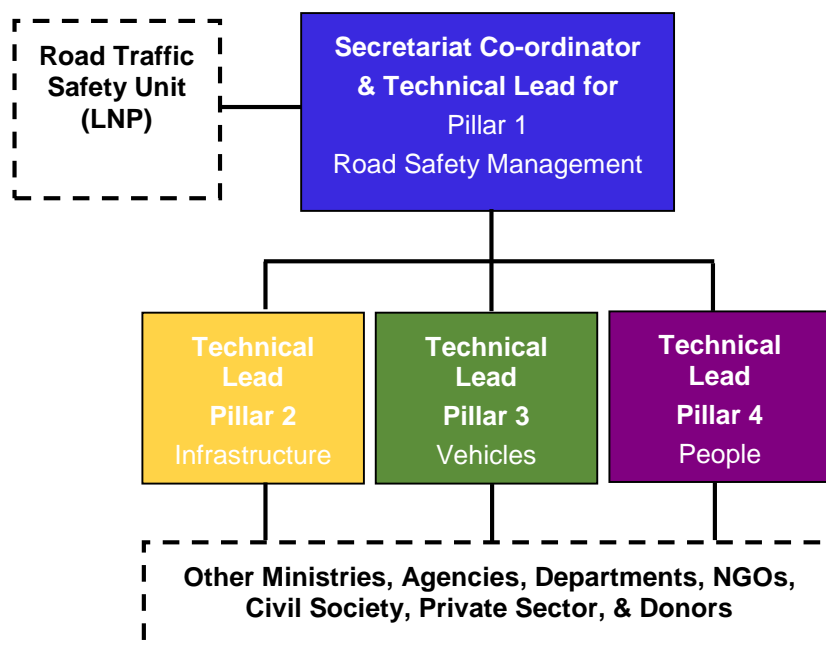 Road Traffic
Safety Unit
(LNP)
Secretariat Co-ordinator
& Technical Lead for
Pillar 1
Road Safety Management
Technical
Lead
Pillar 2
Infrastructure
Technical
Lead
Pillar 3
Vehicles
Technical
Lead
Pillar 4
People
Other Ministries, Agencies, Departments, NGOs,
Civil Society, Private Sector, & Donors